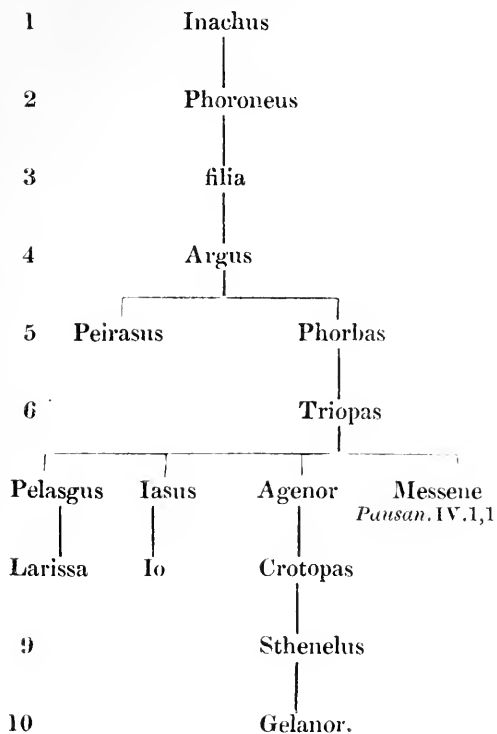 1 Inachus
2 Phoroneus
3 filia
4 Argus
5 Peirasus Phorbas
6 Triopas
Pelasgus Iasus Agenor Messene
Pausan. IV.1,1
Larissa Io Crotopas
9 Sthenelus
10 Gelanor.